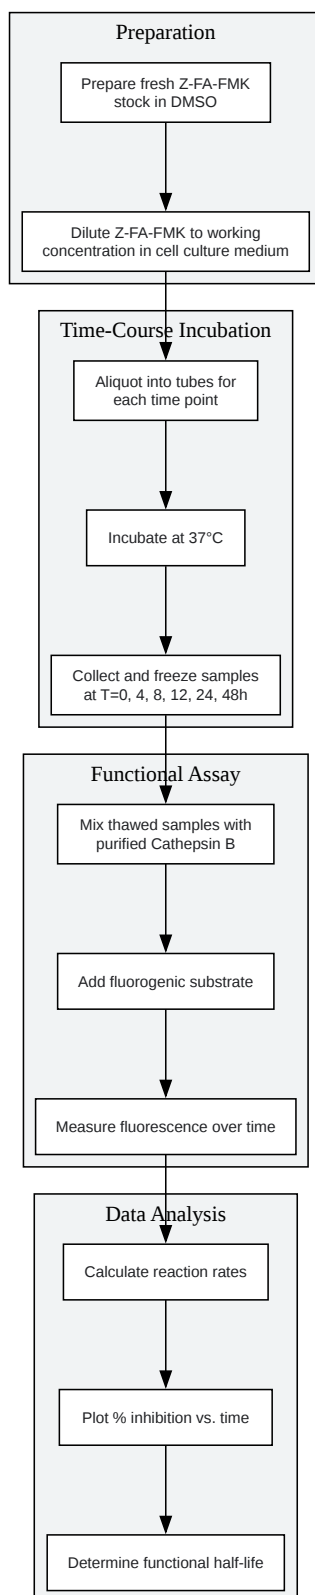 Preparation
Prepare fresh Z-FA-FMK
stock in DMSO
Dilute Z-FA-FMK to working
concentration in cell culture medium
Time-Course Incubation
Aliquot into tubes for
each time point
Incubate at 37°C
Collect and freeze samples
at T=0, 4, 8, 12, 24, 48h
Functional Assay
Mix thawed samples with
purified Cathepsin B
Add fluorogenic substrate
Measure fluorescence over time
Data Analysis
Calculate reaction rates
Plot % inhibition vs. time
Determine functional half-life